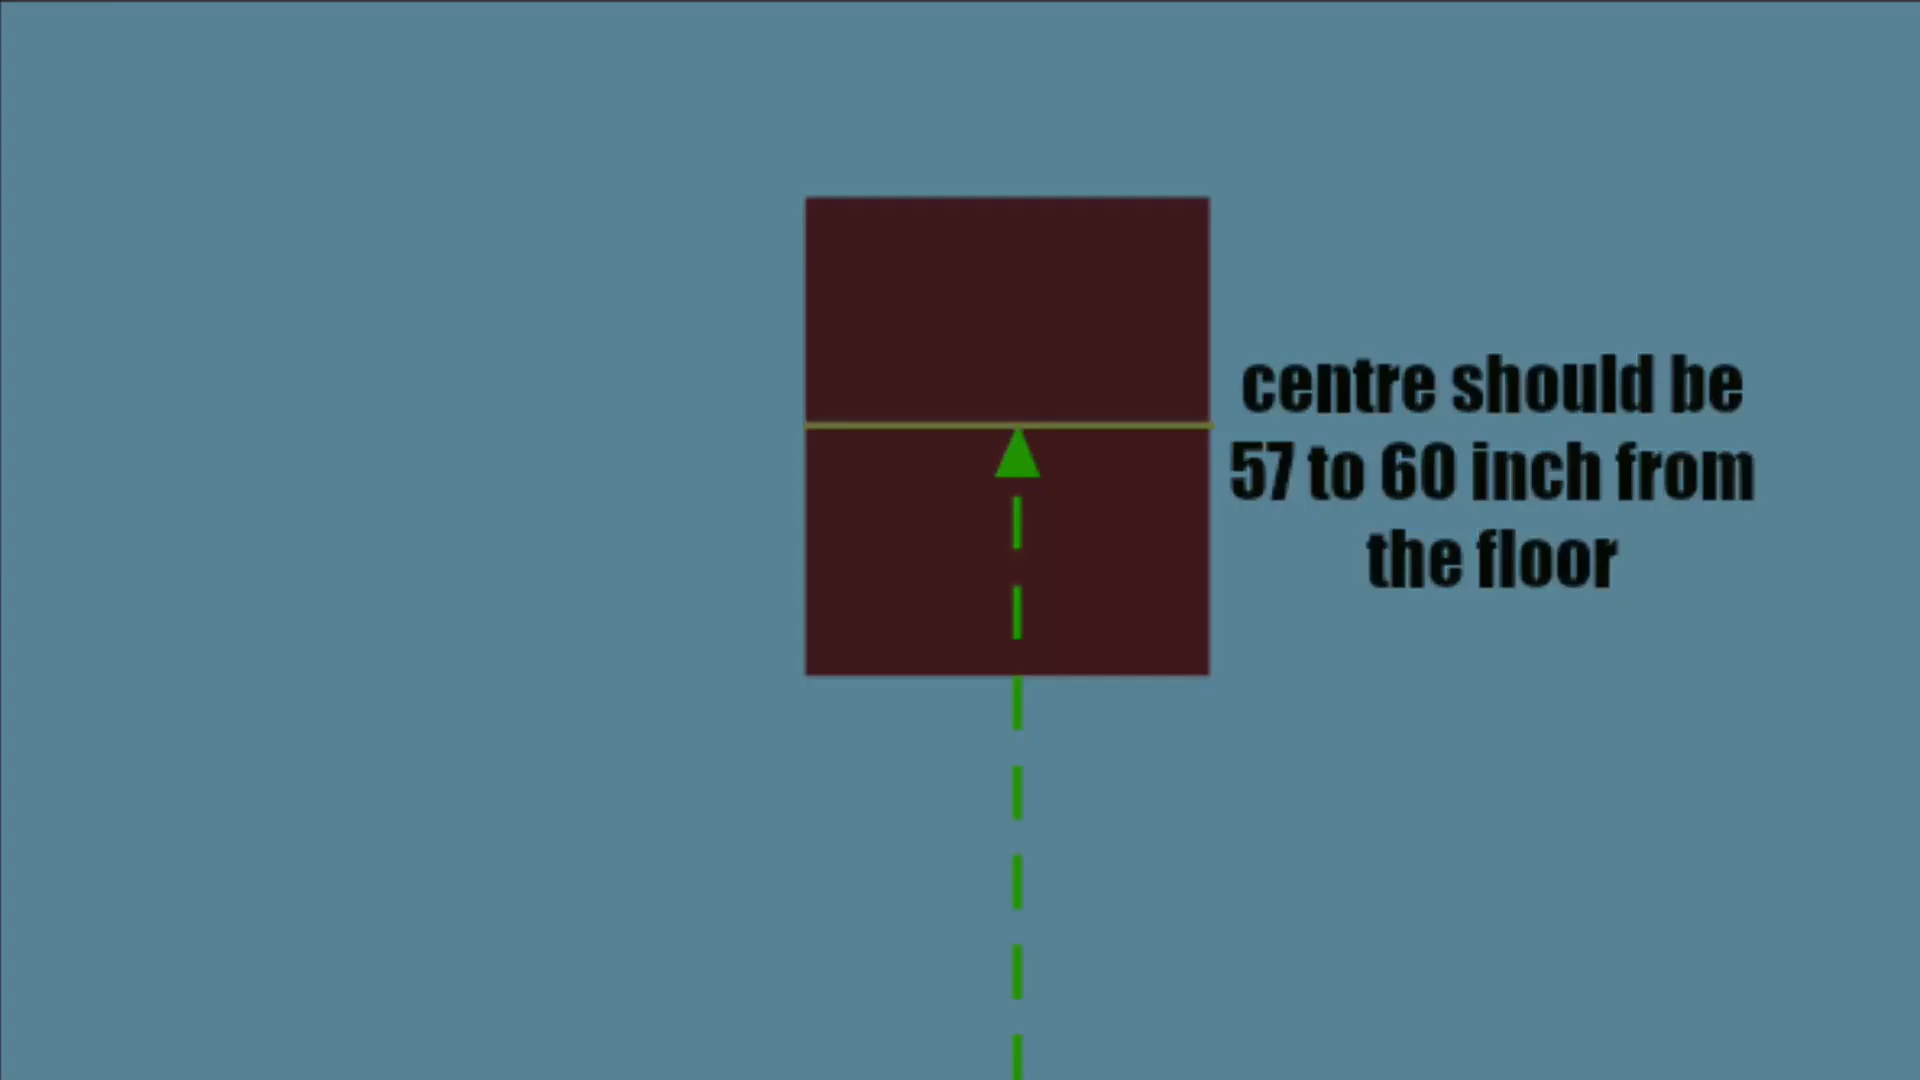 centre should be
57 to 60 inch from
the floor